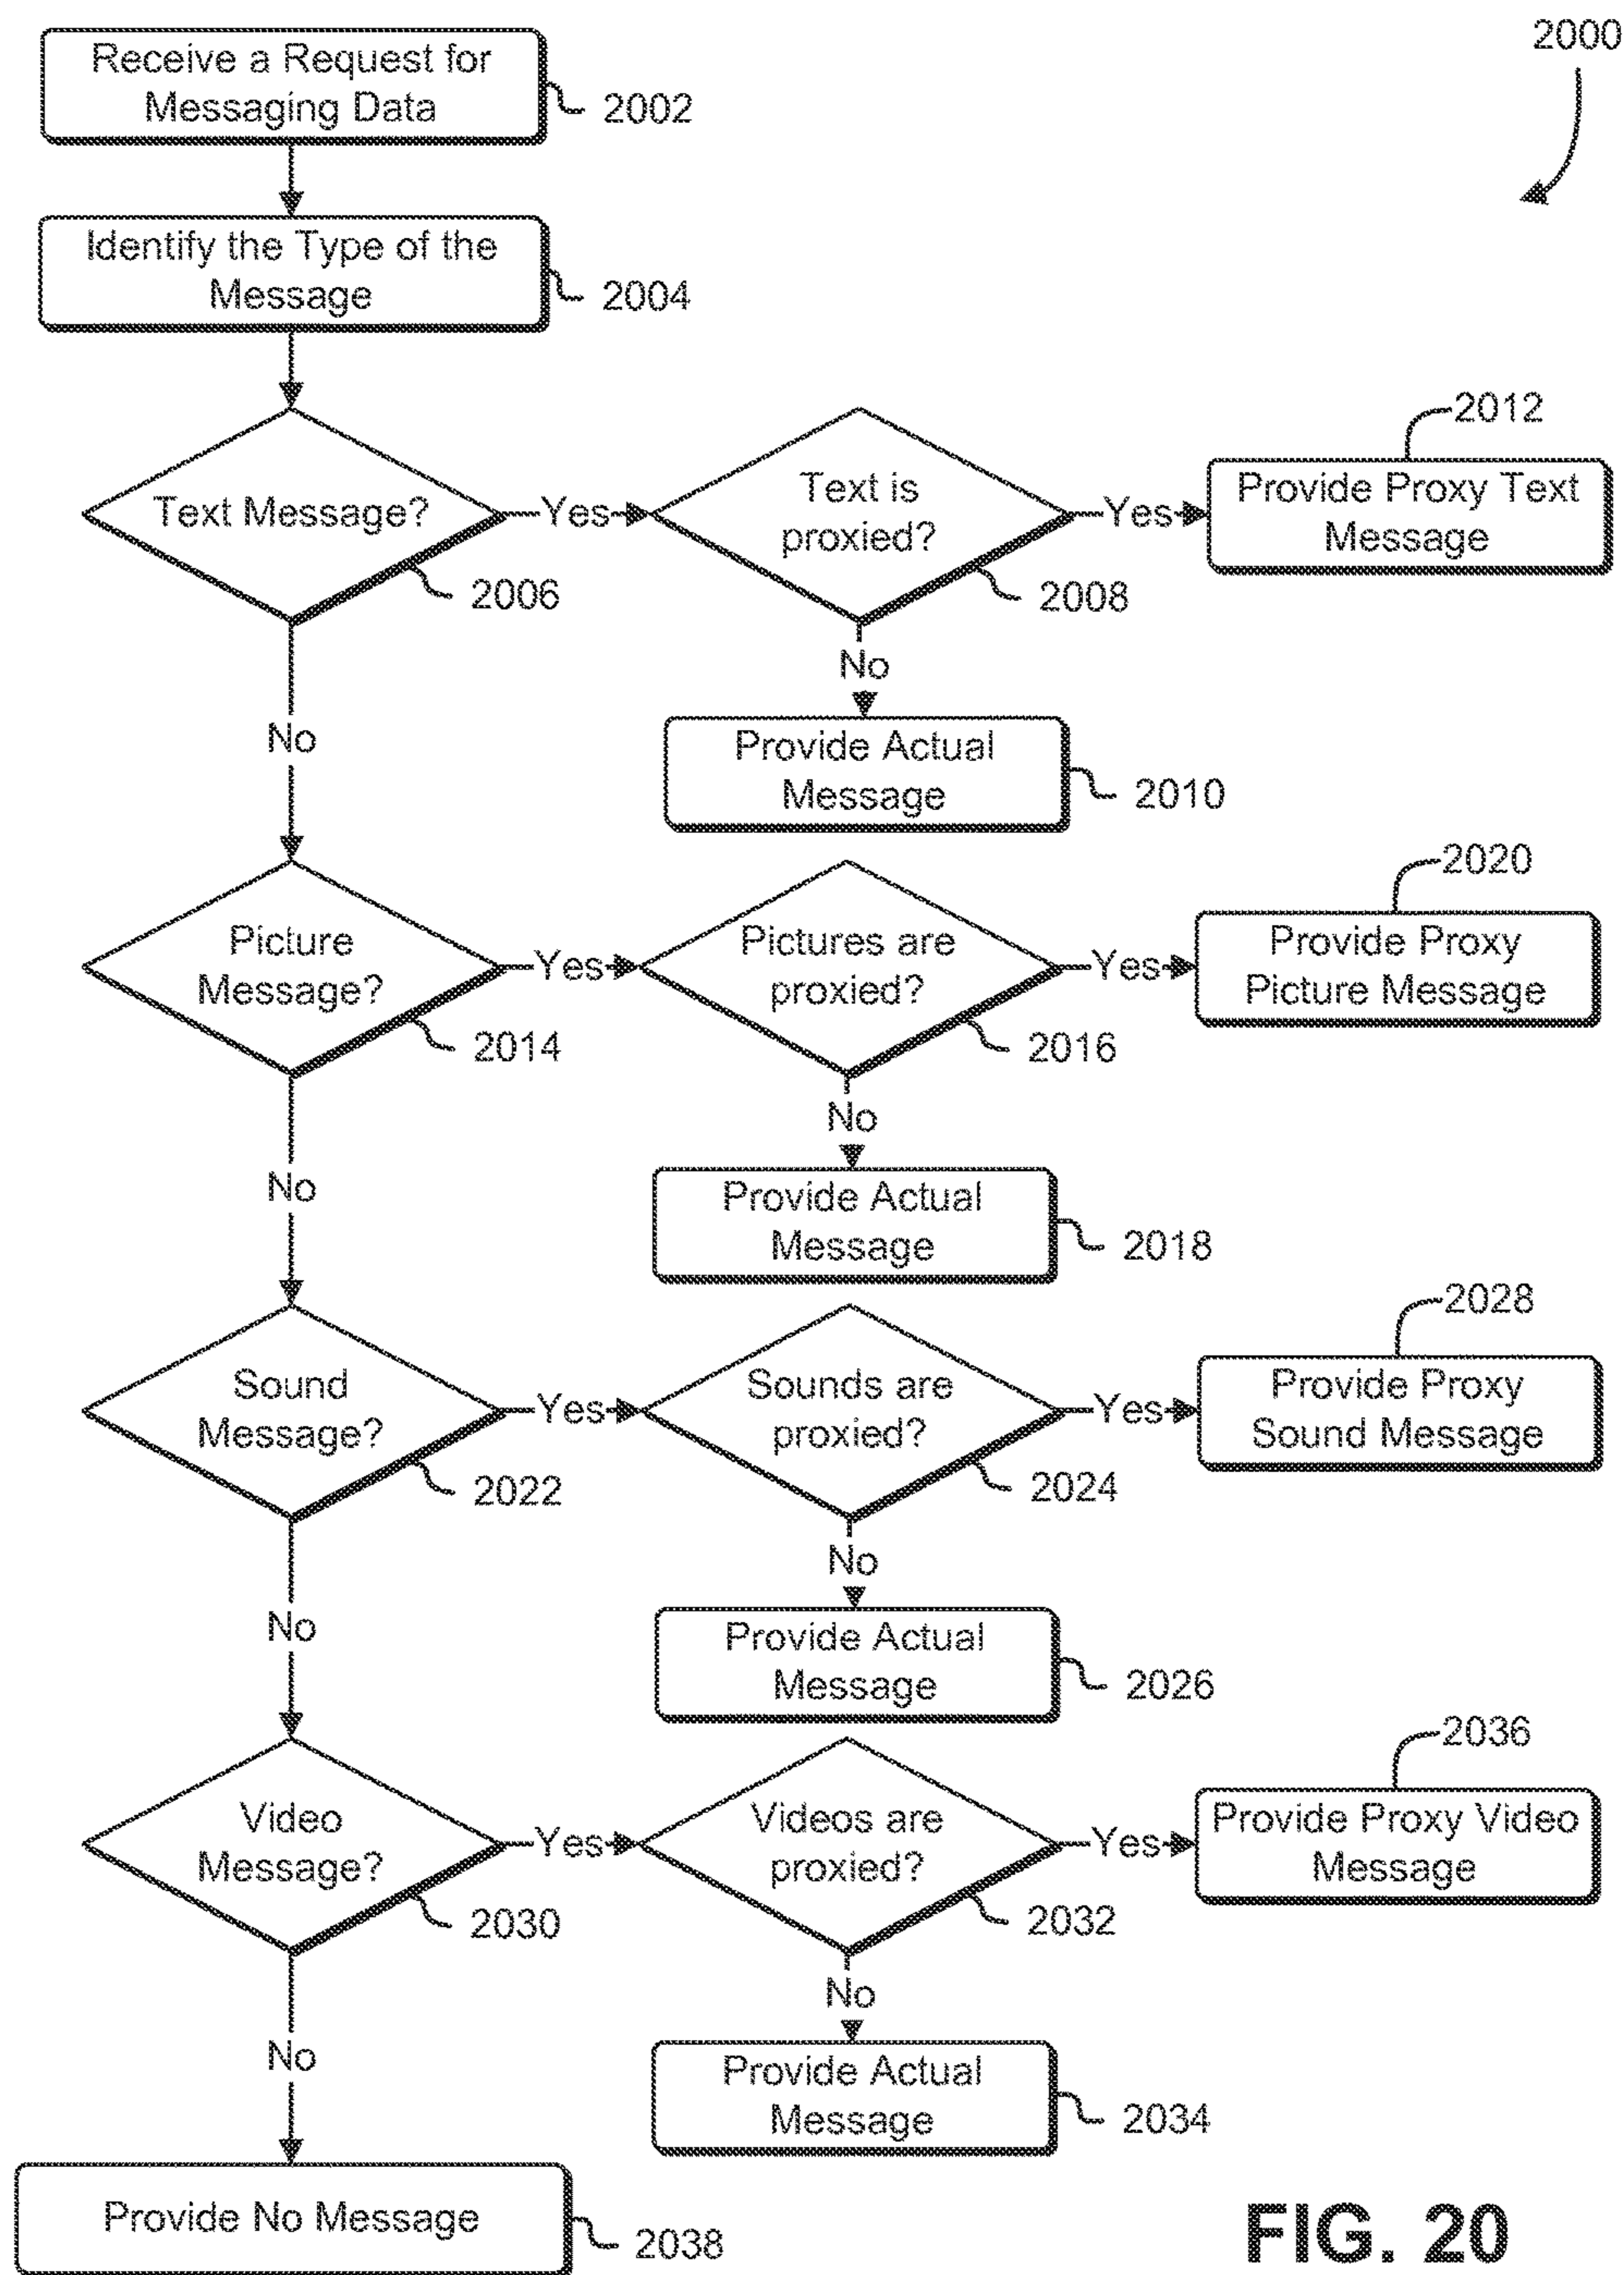 2000
Receive a Request for
Messaging Data
2002
Identify the Type of the
Message
2004
Text Message?
2006
Yes
Text is
proxied?
2008
Yes
2012
Provide Proxy Text
Message
No
Provide Actual
Message
2010
No
Picture
Message?
2014
Yes
Pictures are
proxied?
2016
Yes
2020
Provide Proxy
Picture Message
No
Provide Actual
Message
2018
No
Sound
Message?
2022
Yes
Sounds are
proxied?
2024
Yes
2028
Provide Proxy
Sound Message
No
Provide Actual
Message
2026
No
Video
Message?
2030
Yes
Videos are
proxied?
2032
Yes
2036
Provide Proxy Video
Message
No
Provide Actual
Message
2034
No
Provide No Message
2038
FIG. 20